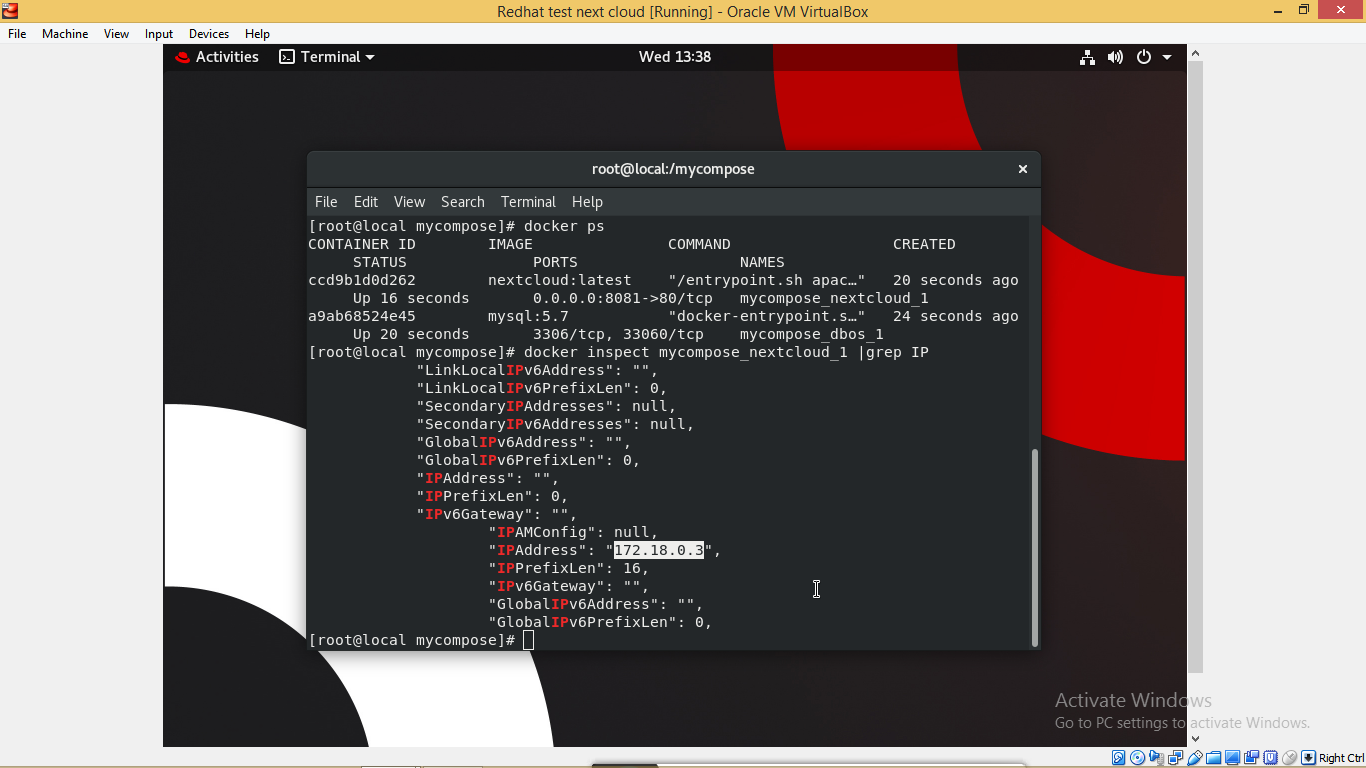 Redhat test next cloud [Running] - Oracle VM VirtualBox
File Machine View Input Devices Help
Activities Terminal Wed 13:38
root@local:/mycompose
File Edit View Search Terminal Help
[root@local mycompose]# docker ps
CONTAINER ID        IMAGE               COMMAND                  CREATED
     STATUS              PORTS                  NAMES
ccd9b1d0d262        nextcloud:latest    "/entrypoint.sh apac…"   20 seconds ago
     Up 16 seconds       0.0.0.0:8081->80/tcp   mycompose_nextcloud_1
a9ab68524e45        mysql:5.7           "docker-entrypoint.s…"   24 seconds ago
     Up 20 seconds       3306/tcp, 33060/tcp    mycompose_dbos_1
[root@local mycompose]# docker inspect mycompose_nextcloud_1 |grep IP
            "LinkLocalIPv6Address": "",
            "LinkLocalIPv6PrefixLen": 0,
            "SecondaryIPAddresses": null,
            "SecondaryIPv6Addresses": null,
            "GlobalIPv6Address": "",
            "GlobalIPv6PrefixLen": 0,
            "IPAddress": "",
            "IPPrefixLen": 0,
            "IPv6Gateway": "",
                    "IPAMConfig": null,
                    "IPAddress": "172.18.0.3",
                    "IPPrefixLen": 16,
                    "IPv6Gateway": "",
                    "GlobalIPv6Address": "",
                    "GlobalIPv6PrefixLen": 0,
[root@local mycompose]#
Activate Windows
Go to PC settings to activate Windows.
Right Ctrl